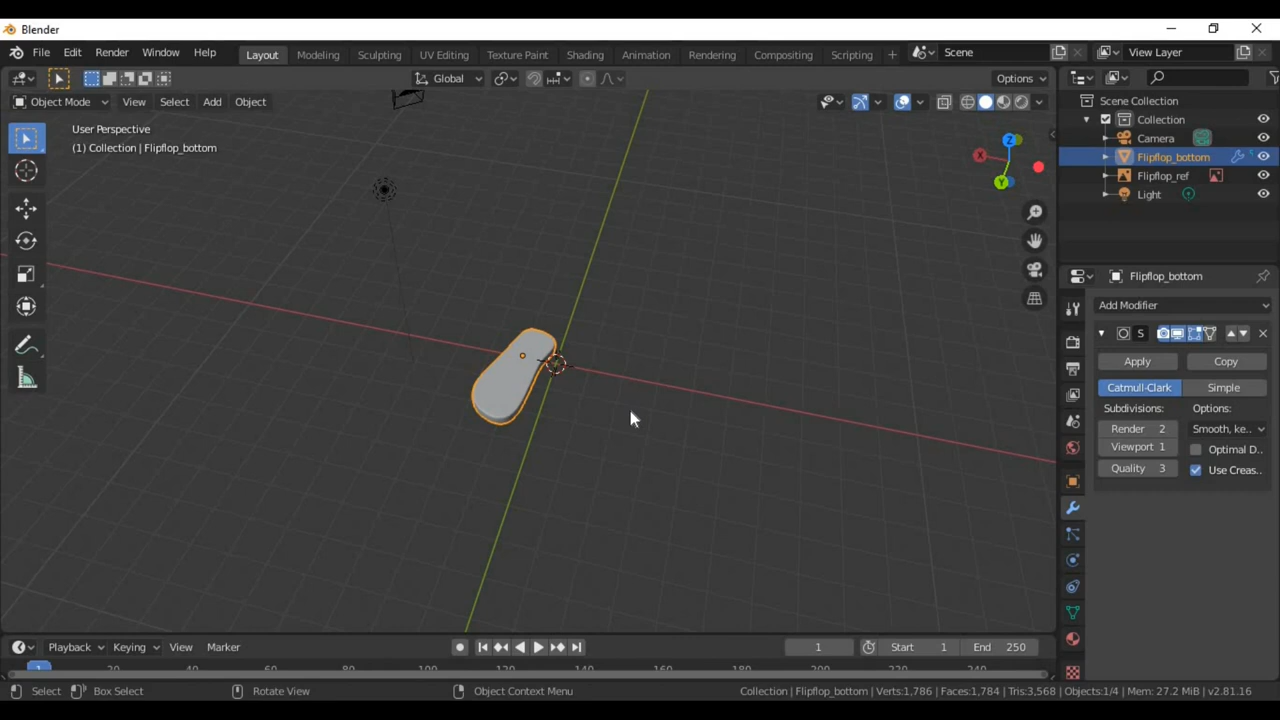 Blender
File Edit Render Window Help Layout Modeling Sculpting UV Editing Texture Paint Shading Animation Rendering Compositing Scripting + Scene View Layer
Global Options
Object Mode View Select Add Object
Scene Collection
Collection
Camera
Flipflop_bottom
Flipflop_ref
Light
User Perspective
(1) Collection | Flipflop_bottom
X
Y
Z
Flipflop_bottom
Add Modifier
S
Apply Copy
Catmull-Clark Simple
Subdivisions: Options:
Render 2 Smooth, ke..
Viewport 1 Optimal D..
Quality 3 Use Creas..
Playback Keying View Marker 1 Start 1 End 250
1 20 60 80 100 120 140 160 180 200 220 240
Select Box Select Rotate View Object Context Menu Collection | Flipflop_bottom | Verts:1,786 | Faces:1,784 | Tris:3,568 | Objects:1/4 | Mem: 27.2 MiB | v2.81.16